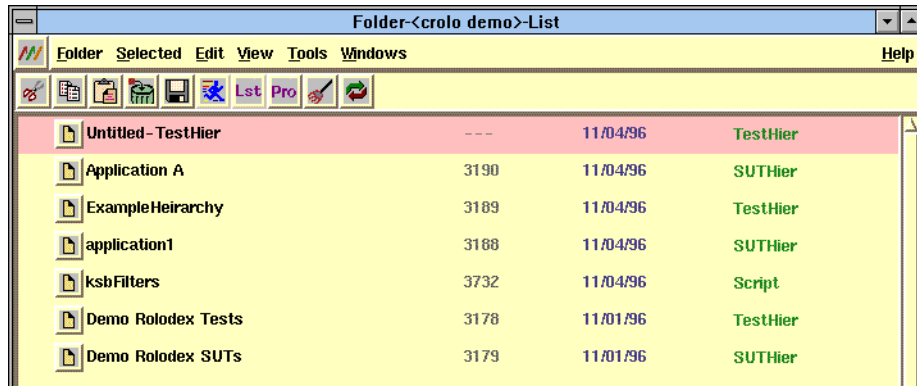 Folder-<crolo demo>-List
Folder Selected Edit View Tools Windows Help
Lst Pro
Untitled-TestHier --- 11/04/96 TestHier
Application A 3190 11/04/96 SUTHier
ExampleHeirarchy 3189 11/04/96 TestHier
application1 3188 11/04/96 SUTHier
ksbFilters 3732 11/04/96 Script
Demo Rolodex Tests 3178 11/01/96 TestHier
Demo Rolodex SUTs 3179 11/01/96 SUTHier